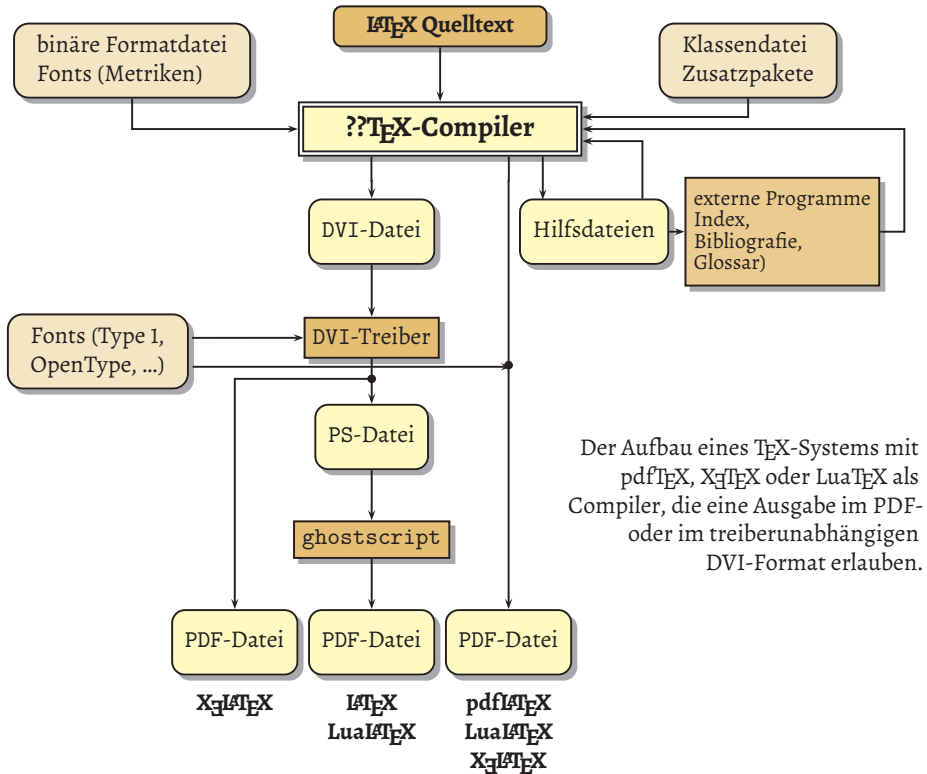 LATEX Quelltext
binäre Formatdatei
Fonts (Metriken)
Klassendatei
Zusatzpakete
??TEX-Compiler
DVI-Datei
Hilfsdateien
externe Programme
Index,
Bibliografie,
Glossar)
Fonts (Type 1,
OpenType, ...)
DVI-Treiber
PS-Datei
Der Aufbau eines TEX-Systems mit
pdfTEX, XƎTEX oder LuaTEX als
Compiler, die eine Ausgabe im PDF-
oder im treiberunabhängigen
DVI-Format erlauben.
ghostscript
PDF-Datei
PDF-Datei
PDF-Datei
XƎLATEX
LATEX
LuaLATEX
pdfLATEX
LuaLATEX
XƎLATEX